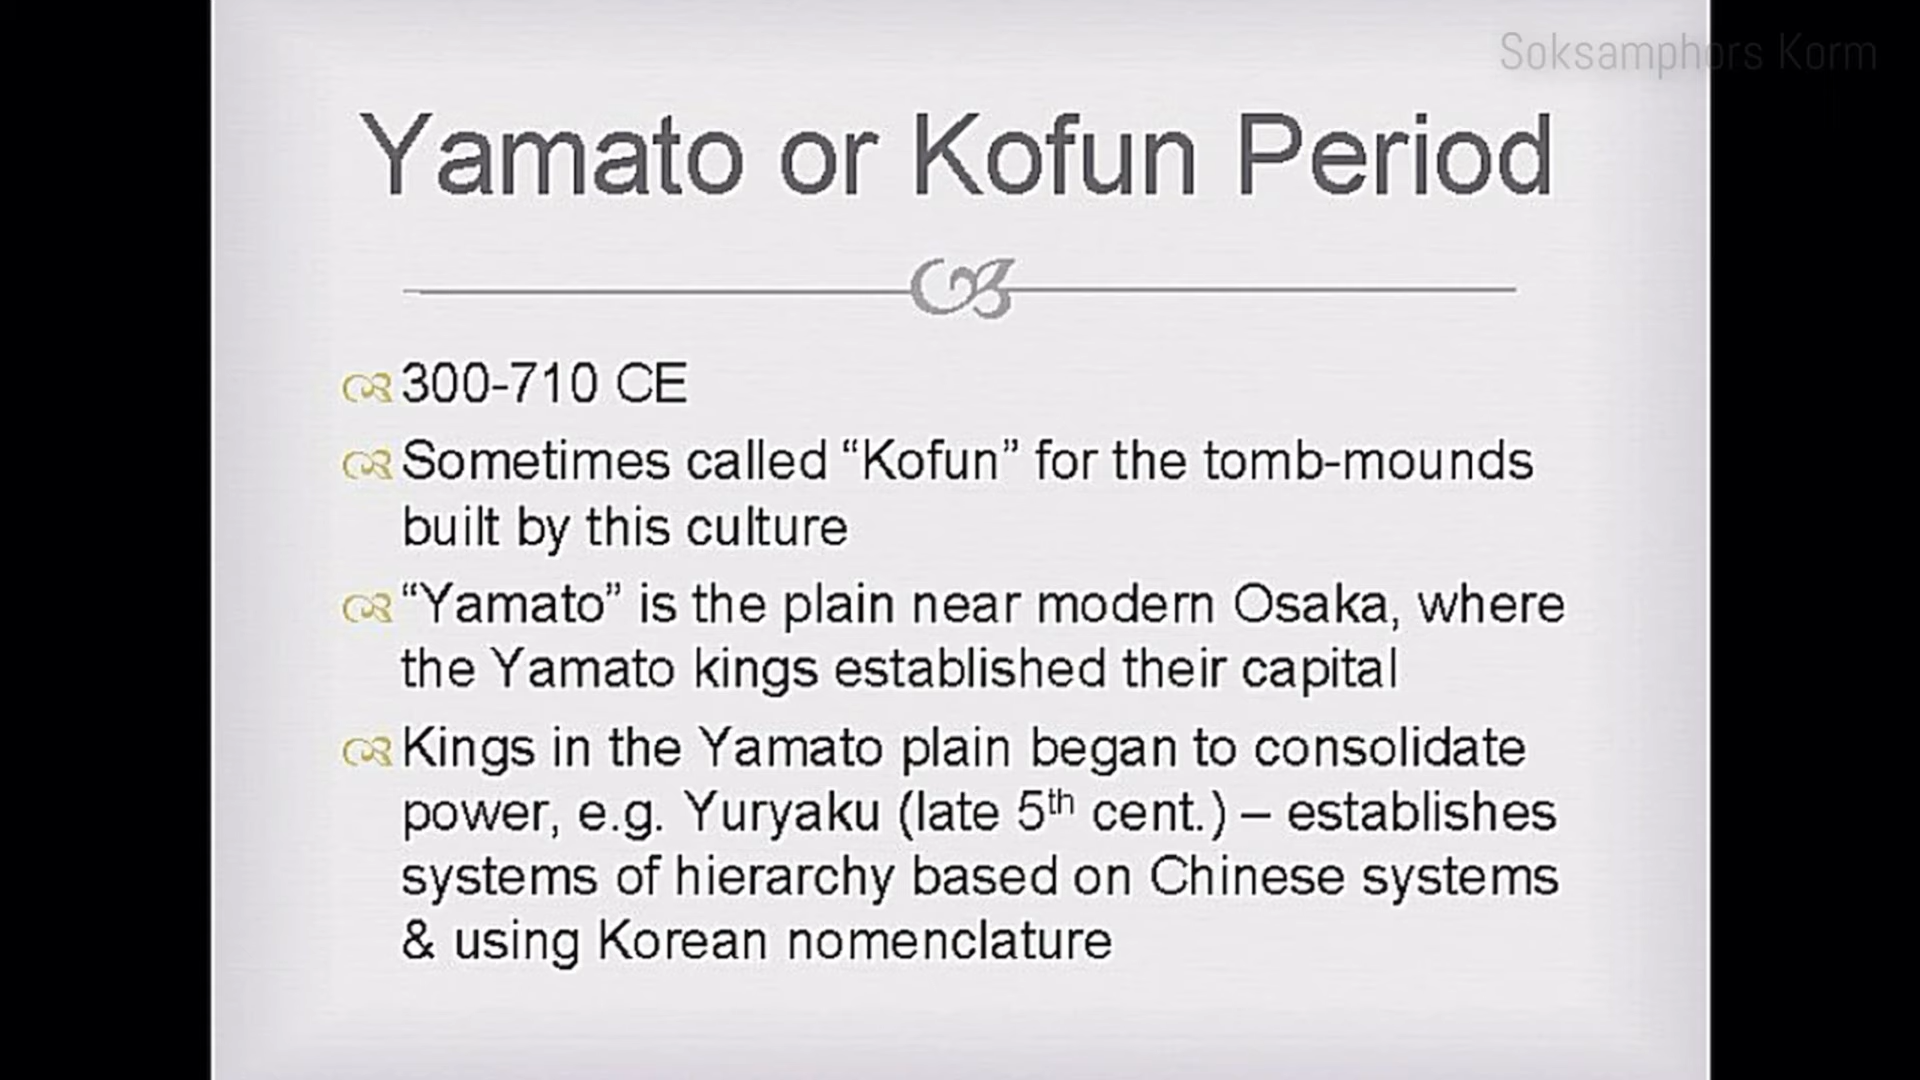 Soksamphors Korm
Yamato or Kofun Period
300-710 CE
Sometimes called “Kofun” for the tomb-mounds
built by this culture
“Yamato” is the plain near modern Osaka, where
the Yamato kings established their capital
Kings in the Yamato plain began to consolidate
power, e.g. Yuryaku (late 5th cent.) – establishes
systems of hierarchy based on Chinese systems
& using Korean nomenclature